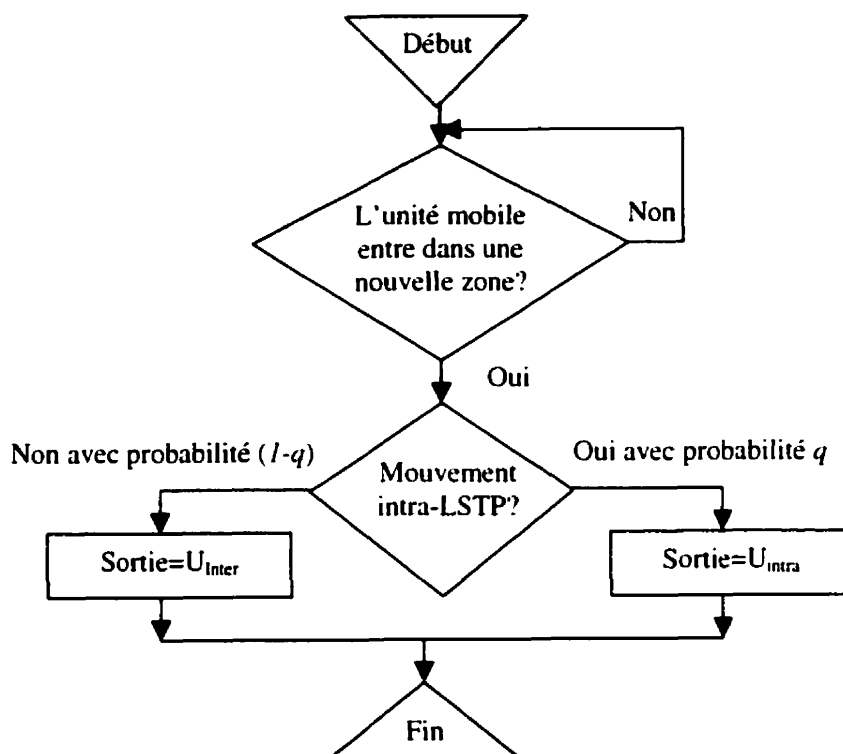 Début
L'unité mobile
entre dans une
nouvelle zone?
Non
Oui
Non avec probabilité (1-q)
Oui avec probabilité q
Mouvement
intra-LSTP?
Sortie=U_Inter
Sortie=U_intra
Fin